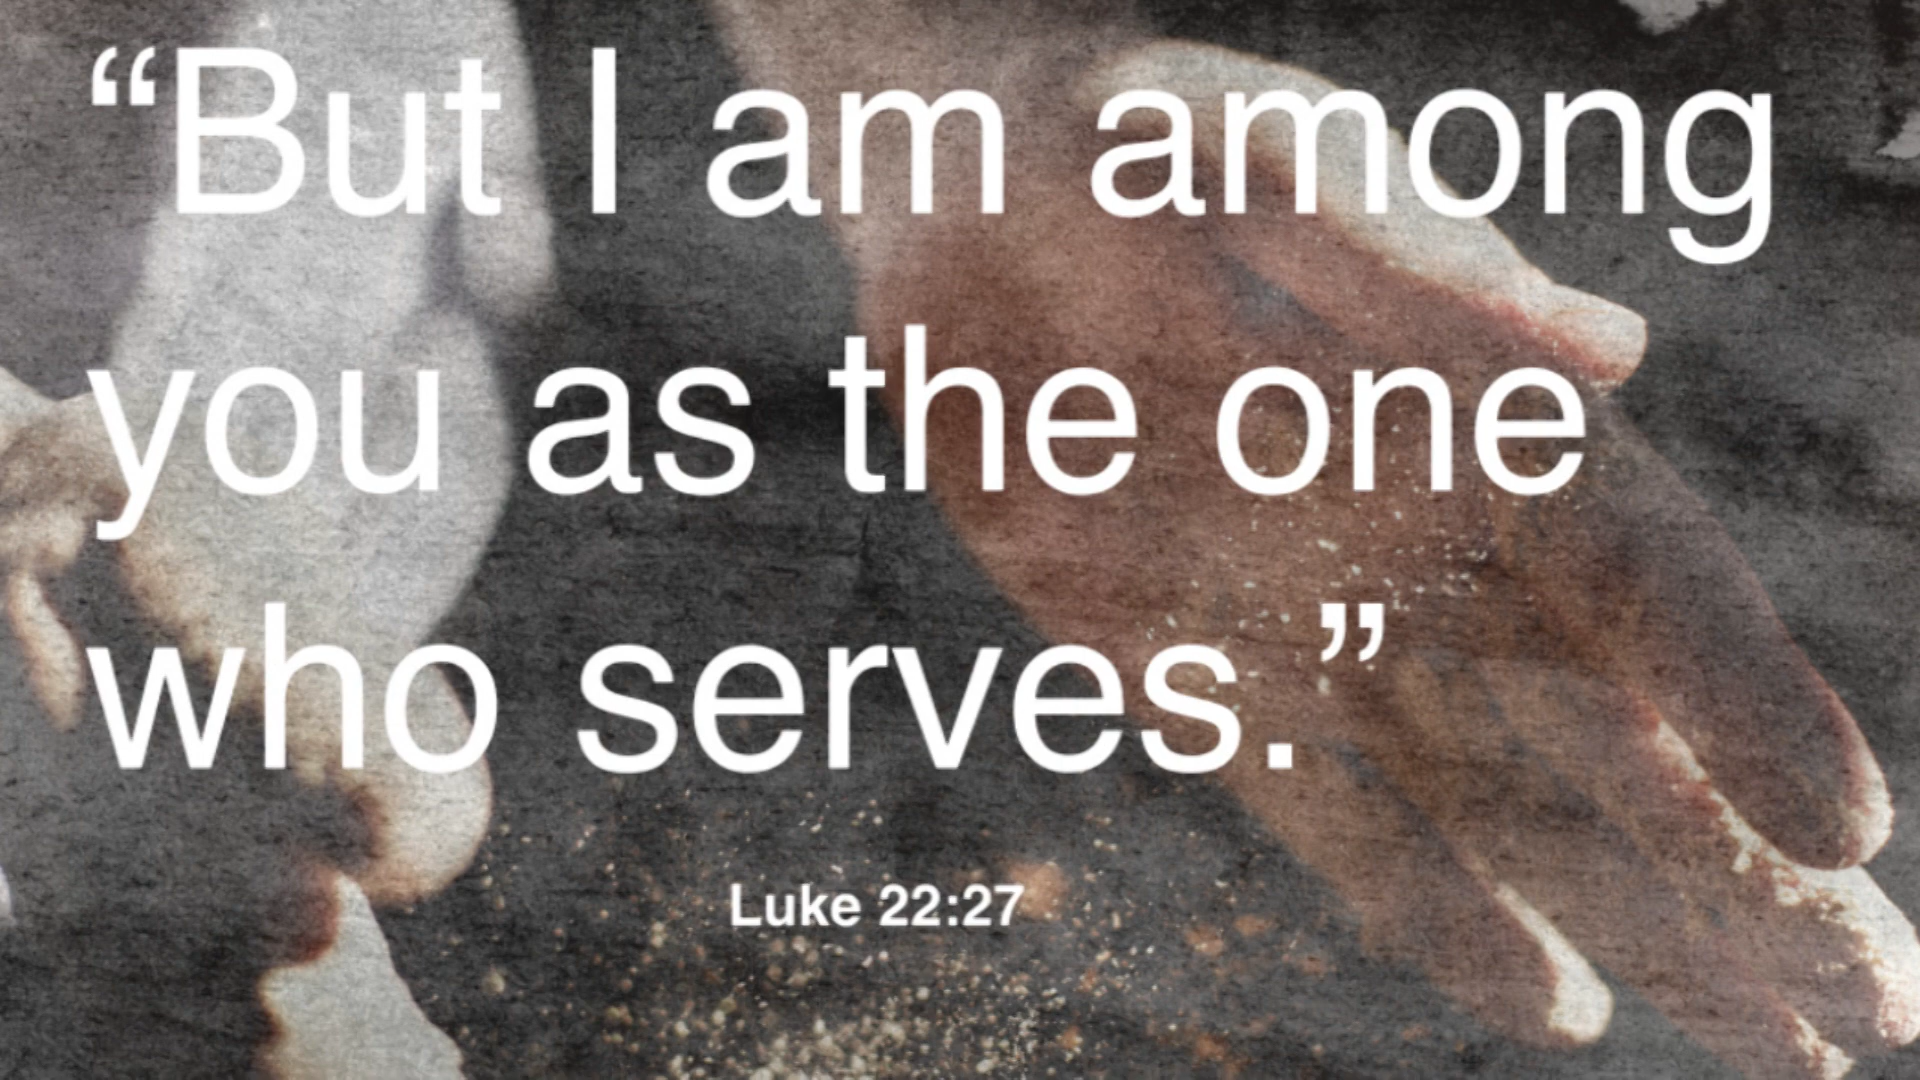 “But I am among
you as the one
who serves.”
Luke 22:27